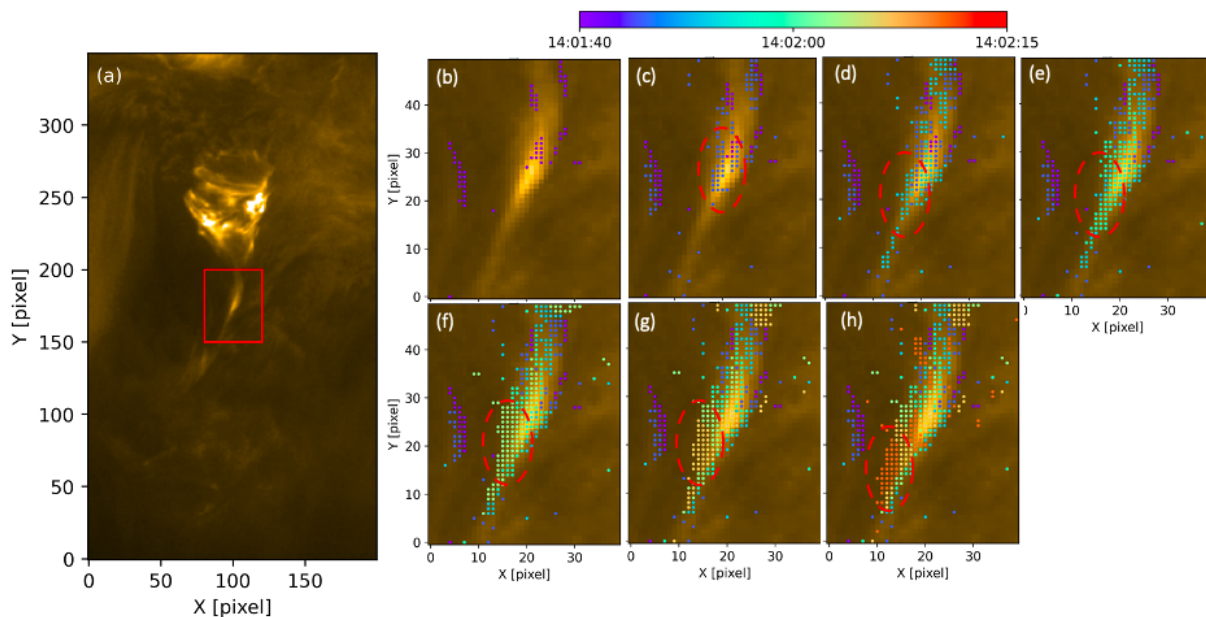 14:01:40 14:02:00 14:02:15
(a) (b) (c) (d) (e)
Y [pixel]
300
250
200
150
100
50
0
0 50 100 150
X [pixel]
Y [pixel]
40
30
20
10
0
0 10 20 30
X [pixel]
(f) (g) (h)
Y [pixel]
40
30
20
10
0
0 10 20 30 0 10 20 30 0 10 20 30
X [pixel] X [pixel] X [pixel]